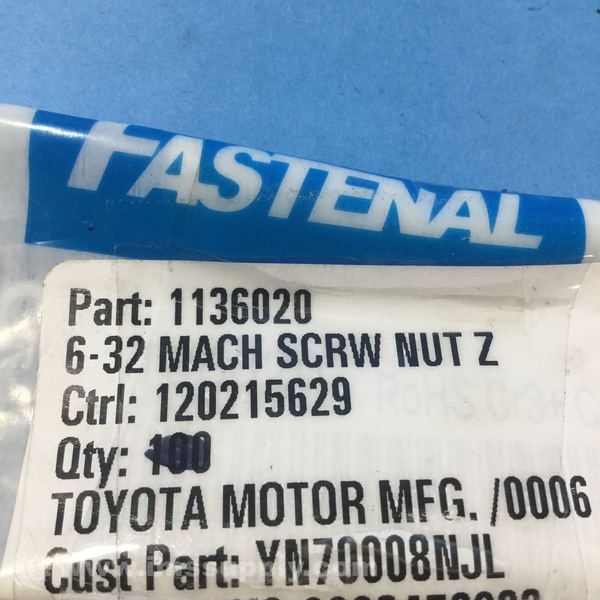 FASTENAL
Part: 1136020
6-32 MACH SCRW NUT Z
Ctrl: 120215629
Qty: 100
TOYOTA MOTOR MFG. /0006
Cust Part: YN70008NJL